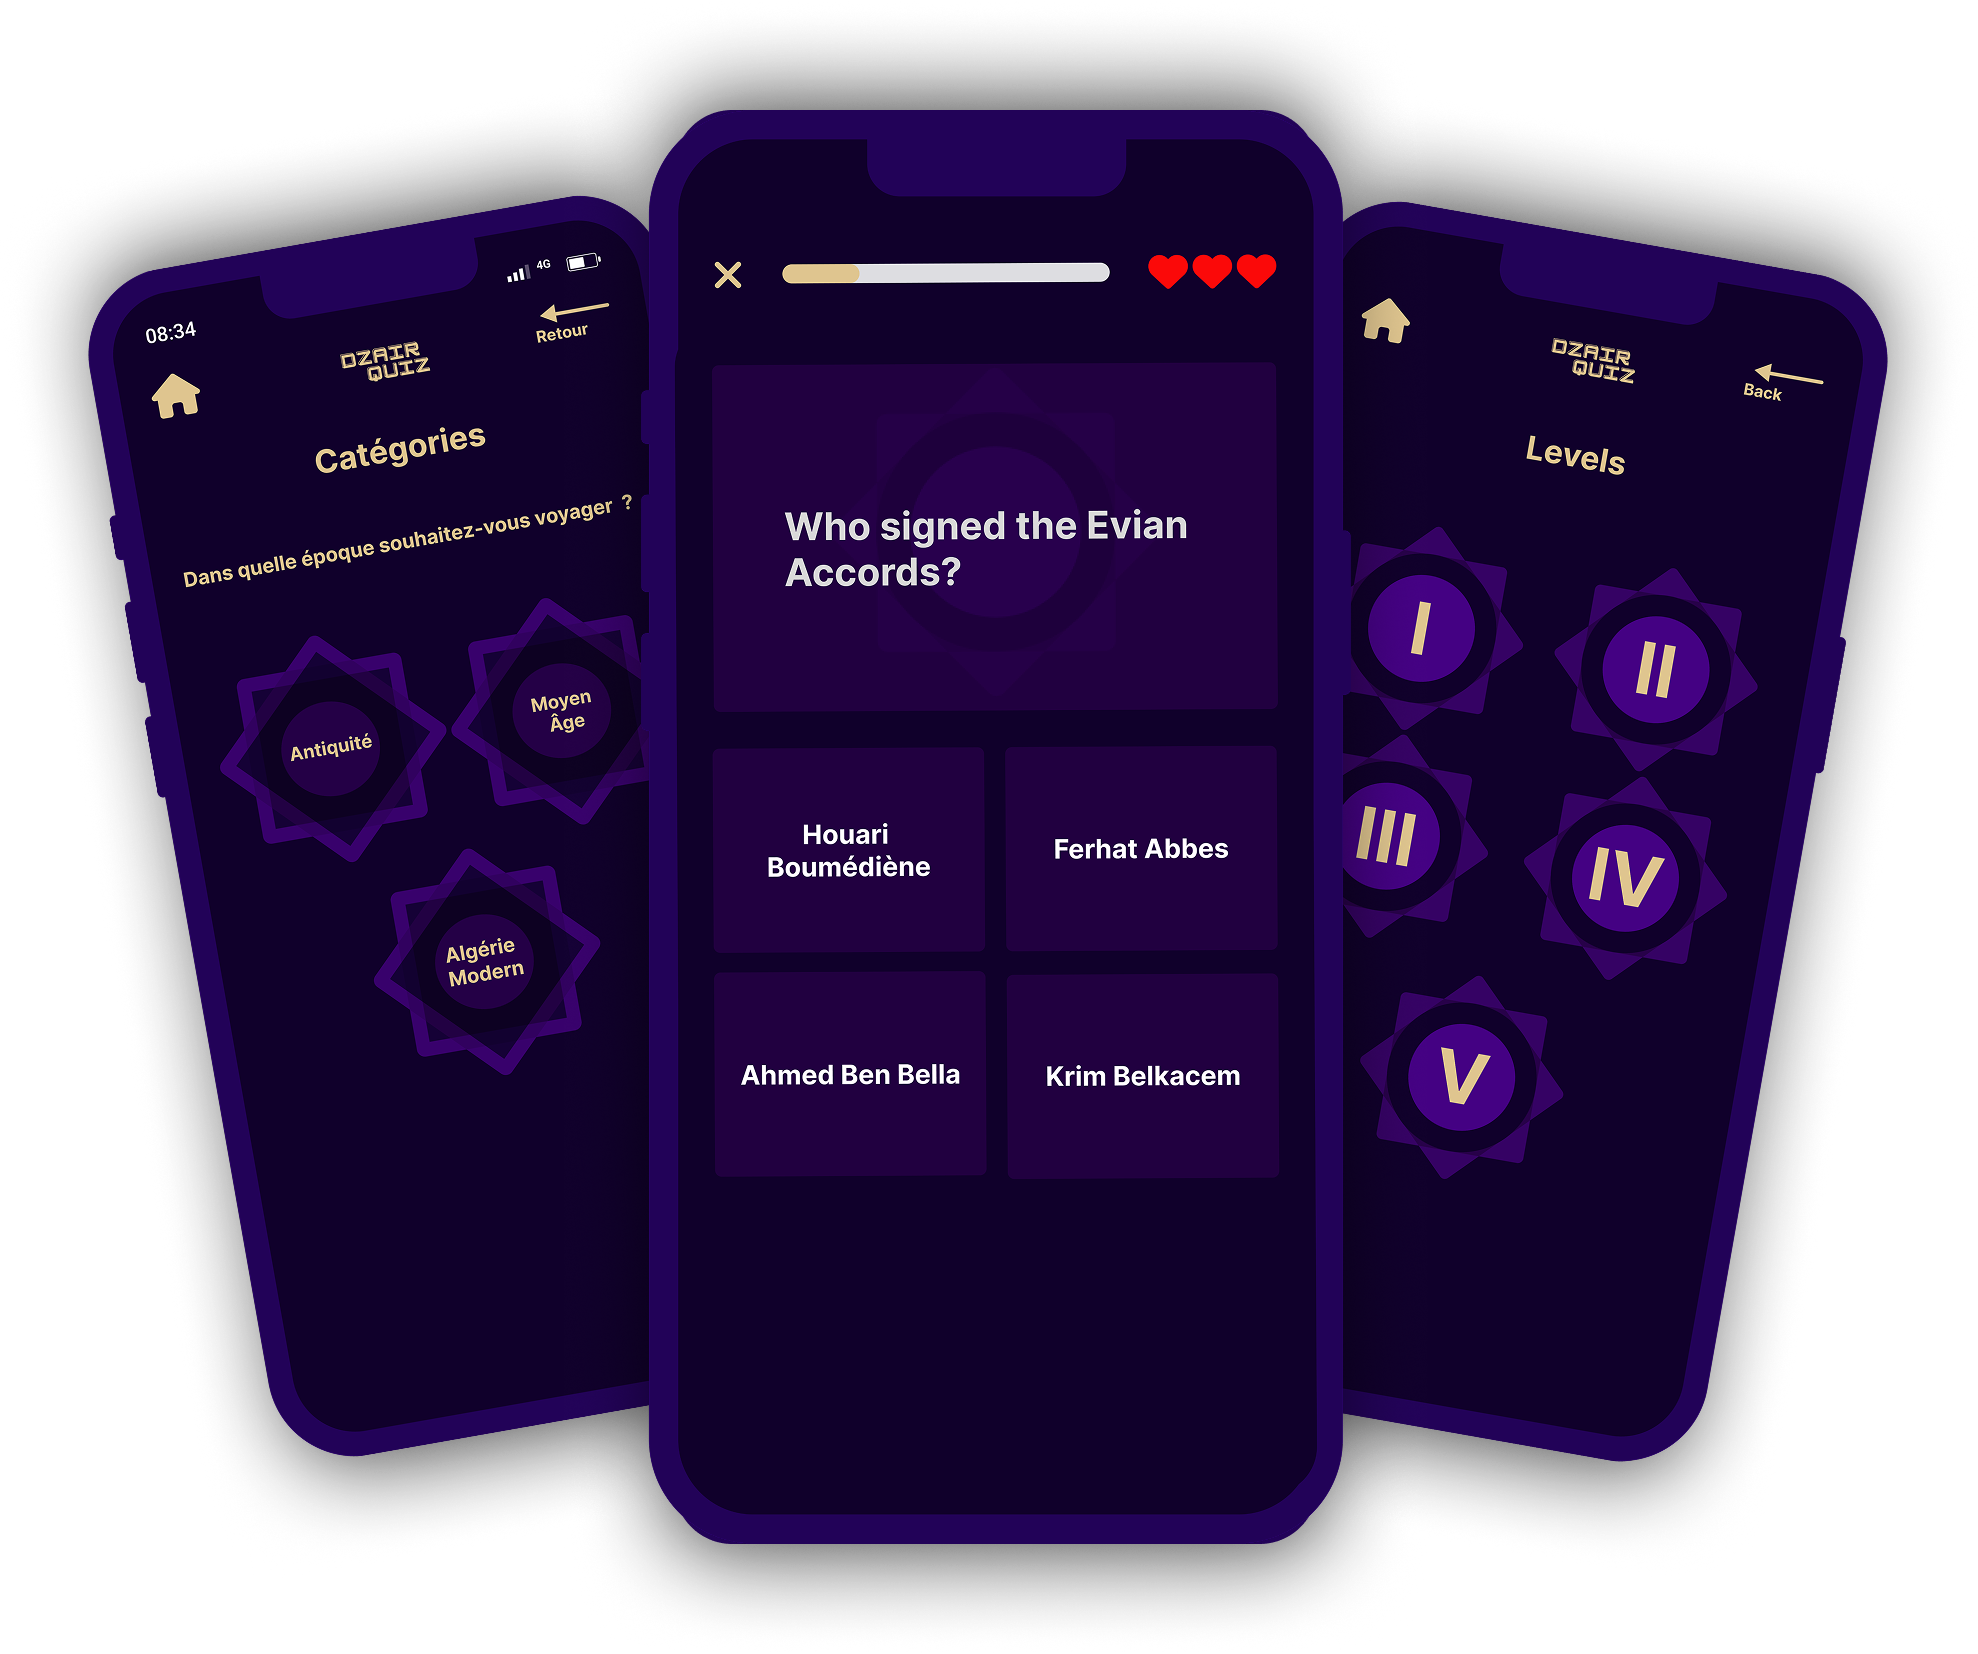 08:34
4G
Retour
DZAIR
QUIZ
Catégories
Dans quelle époque souhaitez-vous voyager ?
Antiquité
Moyen
Âge
Algérie
Modern
Who signed the Evian
Accords?
Houari
Boumédiène
Ferhat Abbes
Ahmed Ben Bella
Krim Belkacem
DZAIR
QUIZ
Back
Levels
I
II
III
IV
V